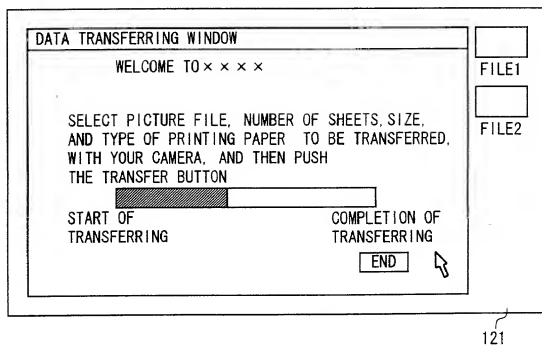 DATA TRANSFERRING WINDOW
WELCOME TO××××
FILE1
FILE2
SELECT PICTURE FILE, NUMBER OF SHEETS, SIZE,
AND TYPE OF PRINTING PAPER TO BE TRANSFERRED,
WITH YOUR CAMERA, AND THEN PUSH
THE TRANSFER BUTTON
START OF
TRANSFERRING
COMPLETION OF
TRANSFERRING
END
121